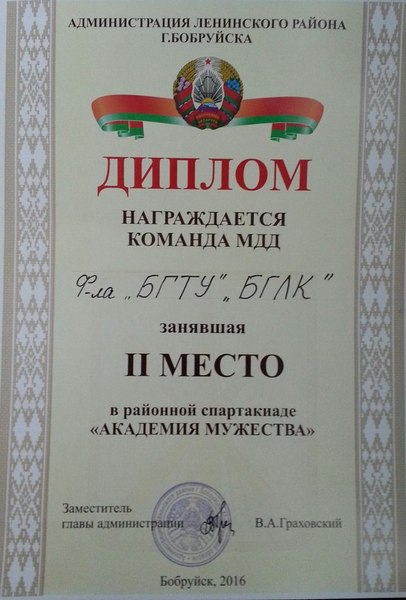 АДМИНИСТРАЦИЯ ЛЕНИНСКОГО РАЙОНА
Г.БОБРУЙСКА
ДИПЛОМ
НАГРАЖДАЕТСЯ
КОМАНДА МДД
Ф-ла „БГТУ" „БГЛК"
занявшая
II МЕСТО
в районной спартакиаде
«АКАДЕМИЯ МУЖЕСТВА»
Заместитель
главы администрации В.А.Граховский
Бобруйск, 2016